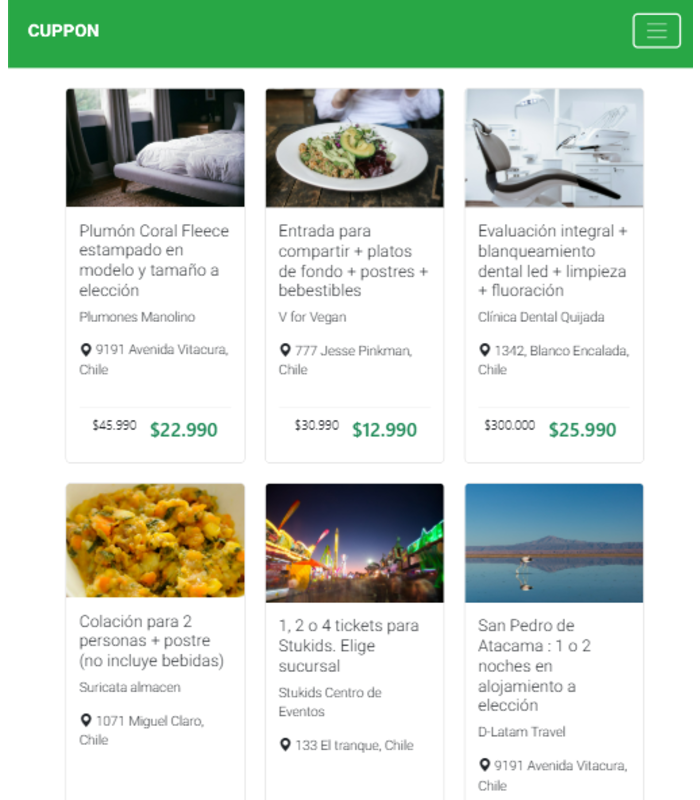 CUPPON
Plumón Coral Fleece
estampado en
modelo y tamaño a
elección
Plumones Manolino
9191 Avenida Vitacura,
Chile
$45.990 $22.990
Entrada para
compartir + platos
de fondo + postres +
bebestibles
V for Vegan
777 Jesse Pinkman,
Chile
$30.990 $12.990
Evaluación integral +
blanqueamiento
dental led + limpieza
+ fluoración
Clínica Dental Quijada
1342, Blanco Encalada,
Chile
$300.000 $25.990
Colación para 2
personas + postre
(no incluye bebidas)
Suricata almacen
1071 Miguel Claro,
Chile
1, 2 o 4 tickets para
Stukids. Elige
sucursal
Stukids Centro de
Eventos
133 El tranque, Chile
San Pedro de
Atacama : 1 o 2
noches en
alojamiento a
elección
D-Latam Travel
9191 Avenida Vitacura,
Chile